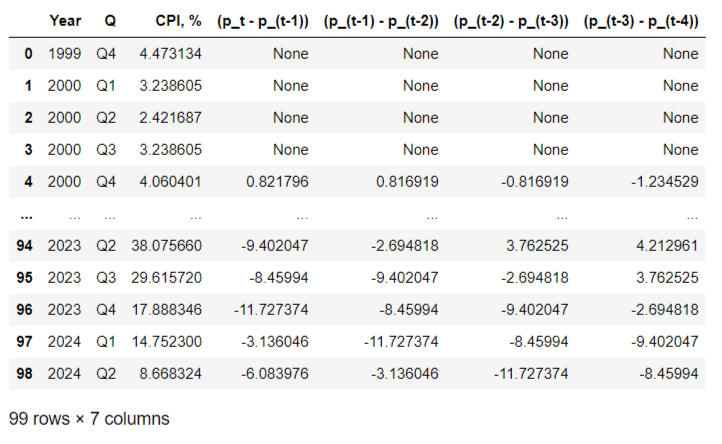 Year Q CPI, % (p_t - p_(t-1)) (p_(t-1) - p_(t-2)) (p_(t-2) - p_(t-3)) (p_(t-3) - p_(t-4))
0 1999 Q4 4.473134 None None None None
1 2000 Q1 3.238605 None None None None
2 2000 Q2 2.421687 None None None None
3 2000 Q3 3.238605 None None None None
4 2000 Q4 4.060401 0.821796 0.816919 -0.816919 -1.234529
... ... ... ... ... ... ... ...
94 2023 Q2 38.075660 -9.402047 -2.694818 3.762525 4.212961
95 2023 Q3 29.615720 -8.45994 -9.402047 -2.694818 3.762525
96 2023 Q4 17.888346 -11.727374 -8.45994 -9.402047 -2.694818
97 2024 Q1 14.752300 -3.136046 -11.727374 -8.45994 -9.402047
98 2024 Q2 8.668324 -6.083976 -3.136046 -11.727374 -8.45994
99 rows × 7 columns